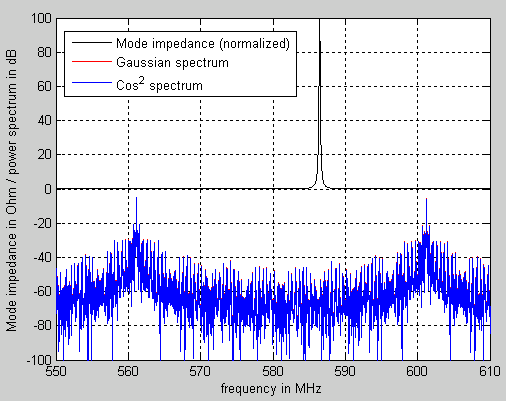 Mode impedance (normalized)
Gaussian spectrum
Cos² spectrum
Mode impedance in Ohm / power spectrum in dB
100
80
60
40
20
0
-20
-40
-60
-80
-100
550 560 570 580 590 600 610
frequency in MHz